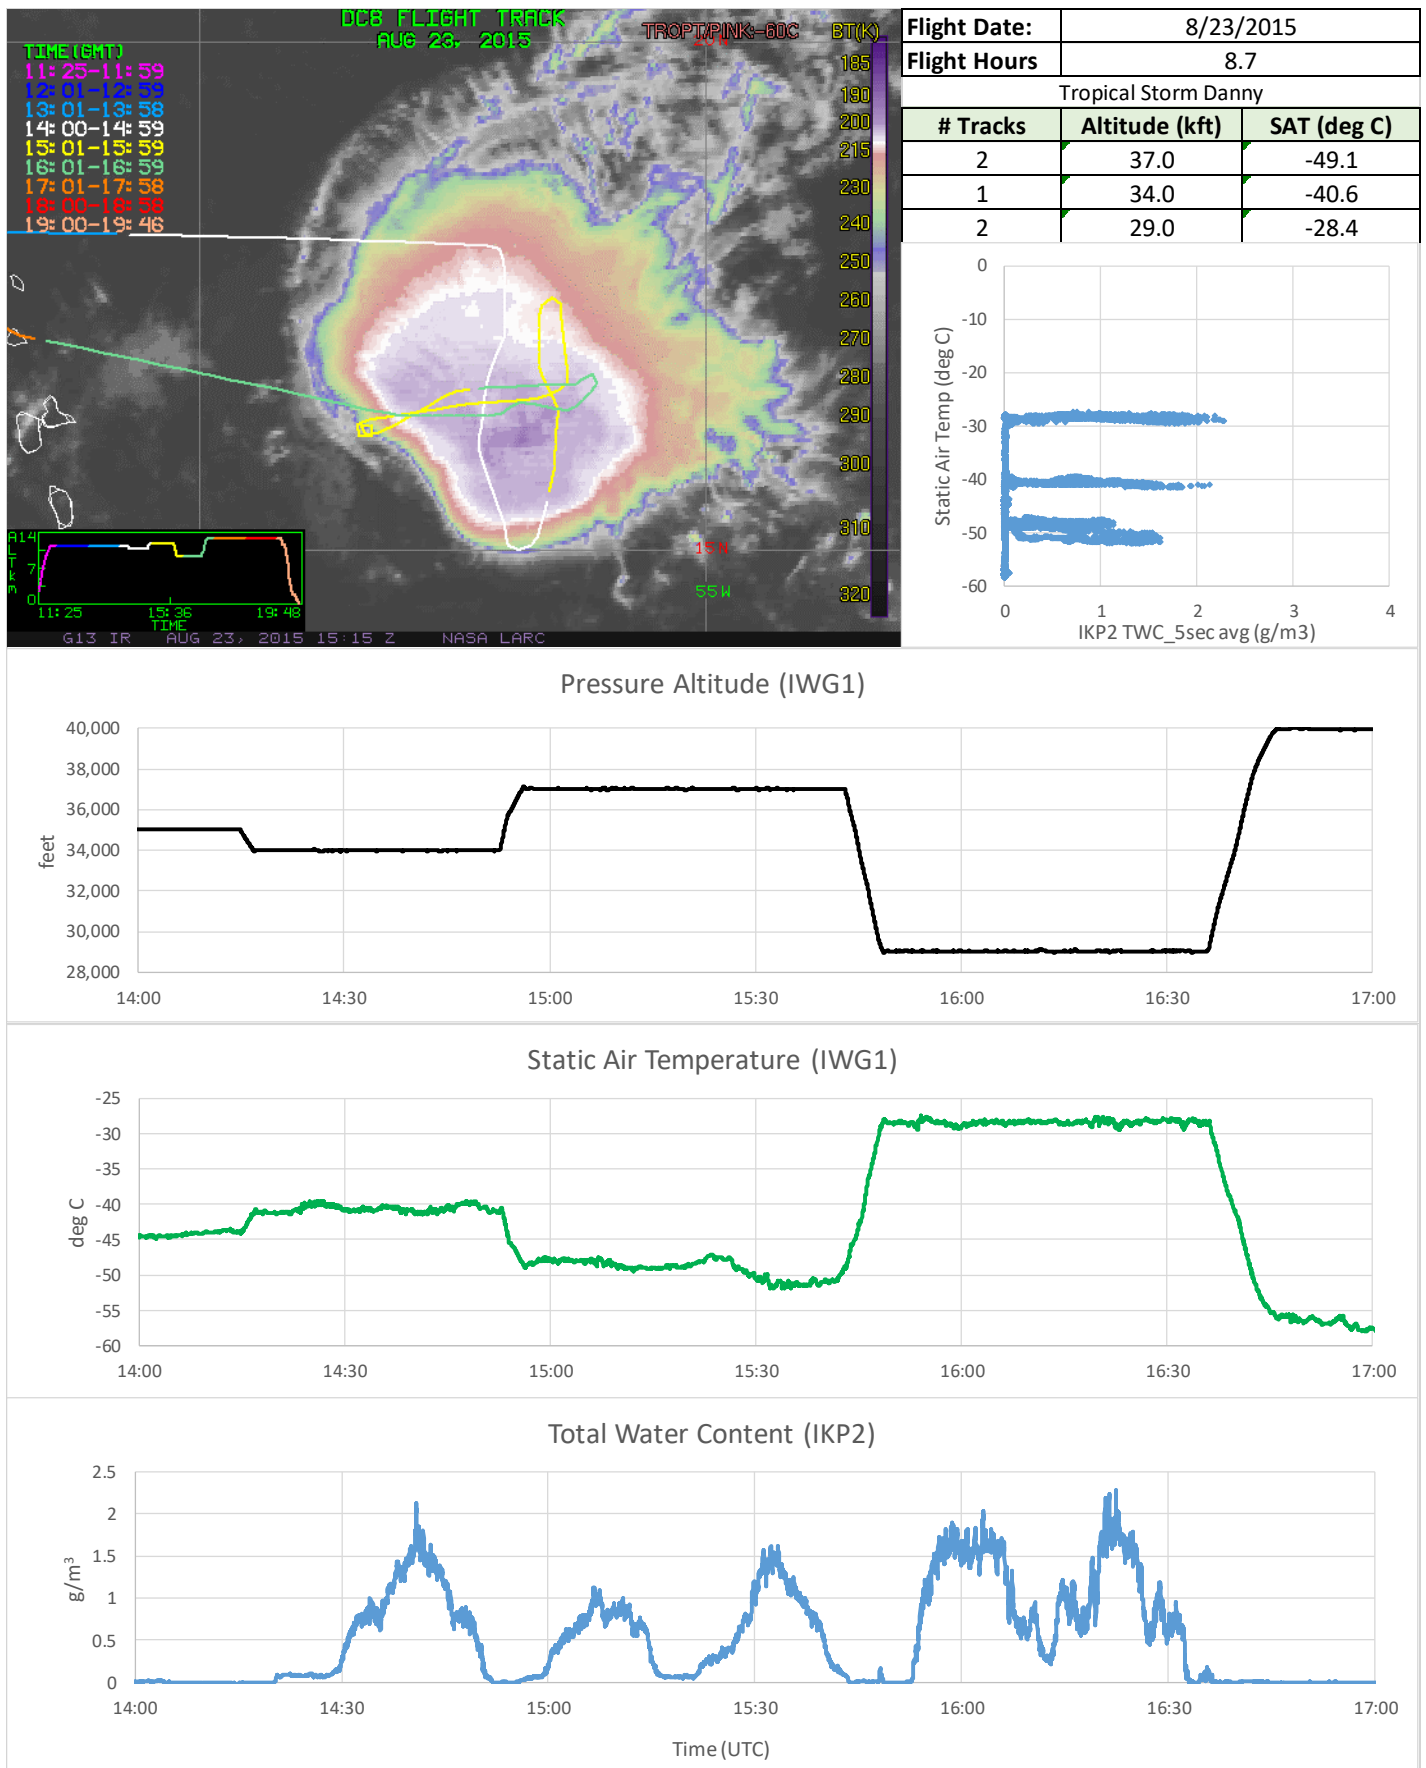 DC8 FLIGHT TRACK
AUG 23, 2015
TROPT/PINK:-60C
BT(K)
TIME(GMT)
11:25-11:59
12:01-12:59
13:01-13:58
14:00-14:59
15:01-15:59
16:01-16:59
17:01-17:58
18:00-18:58
19:00-19:46
20N
185
190
200
215
230
240
250
260
270
280
290
300
310
320
15N
55W
ALT km
14
7
0
11:25 15:36 19:48
TIME
G13 IR AUG 23, 2015 15:15 Z NASA LARC
Flight Date: 8/23/2015
Flight Hours 8.7
Tropical Storm Danny
# Tracks Altitude (kft) SAT (deg C)
2 37.0 -49.1
1 34.0 -40.6
2 29.0 -28.4
Static Air Temp (deg C)
0
-10
-20
-30
-40
-50
-60
0 1 2 3 4
IKP2 TWC_5sec avg (g/m3)
Pressure Altitude (IWG1)
feet
40,000
38,000
36,000
34,000
32,000
30,000
28,000
14:00 14:30 15:00 15:30 16:00 16:30 17:00
Static Air Temperature (IWG1)
deg C
-25
-30
-35
-40
-45
-50
-55
-60
14:00 14:30 15:00 15:30 16:00 16:30 17:00
Total Water Content (IKP2)
g/m³
2.5
2
1.5
1
0.5
0
14:00 14:30 15:00 15:30 16:00 16:30 17:00
Time (UTC)